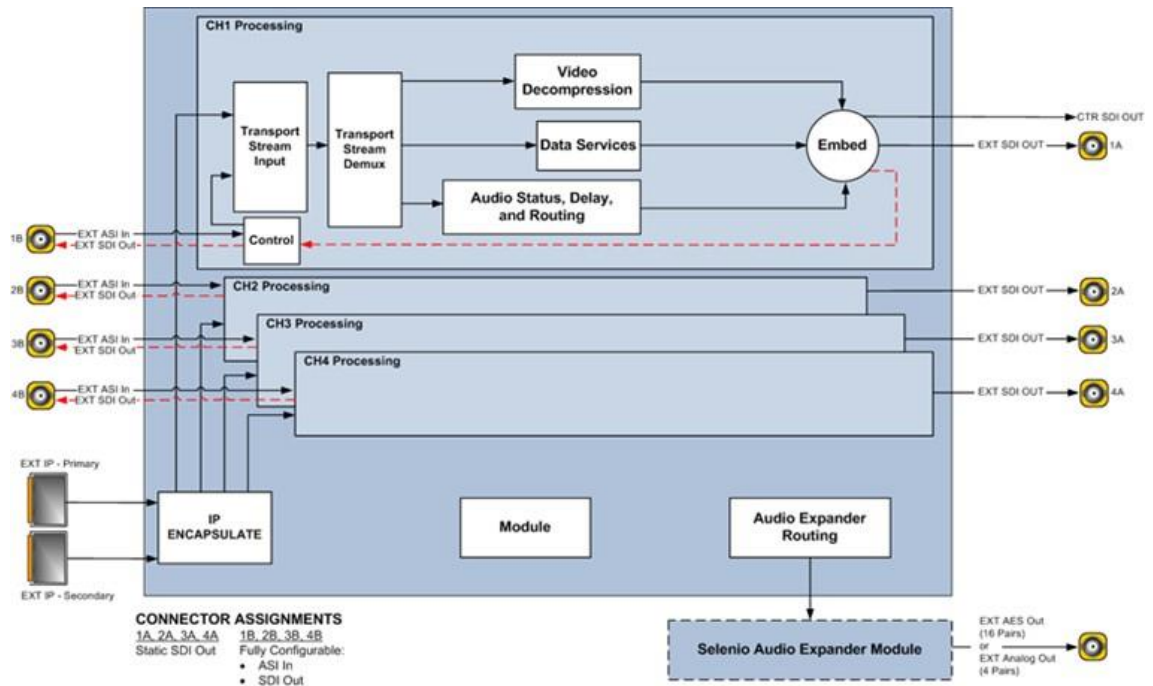 CH1 Processing
Video
Decompression
Transport
Stream
Input
Transport
Stream
Demux
Data Services
Embed
Audio Status, Delay,
and Routing
Control
CTR SDI OUT
EXT SDI OUT
1A
1B
EXT ASI In
EXT SDI Out
2B
EXT ASI In
EXT SDI Out
CH2 Processing
EXT SDI OUT
2A
3B
EXT ASI In
EXT SDI Out
CH3 Processing
EXT SDI OUT
3A
4B
EXT ASI In
EXT SDI Out
CH4 Processing
EXT SDI OUT
4A
EXT IP - Primary
IP
ENCAPSULATE
Module
Audio Expander
Routing
EXT IP - Secondary
CONNECTOR ASSIGNMENTS
1A, 2A, 3A, 4A
Static SDI Out
1B, 2B, 3B, 4B
Fully Configurable:
• ASI In
• SDI Out
Selenio Audio Expander Module
EXT AES Out
(16 Pairs)
or
EXT Analog Out
(4 Pairs)